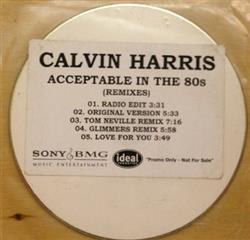 CALVIN HARRIS
ACCEPTABLE IN THE 80s
(REMIXES)
01. RADIO EDIT 3:31
02. ORIGINAL VERSION 5:33
03. TOM NEVILLE REMIX 7:16
04. GLIMMERS REMIX 5:58
05. LOVE FOR YOU 3:49
SONY BMG
MUSIC ENTERTAINMENT
ideal
"Promo Only - Not For Sale"